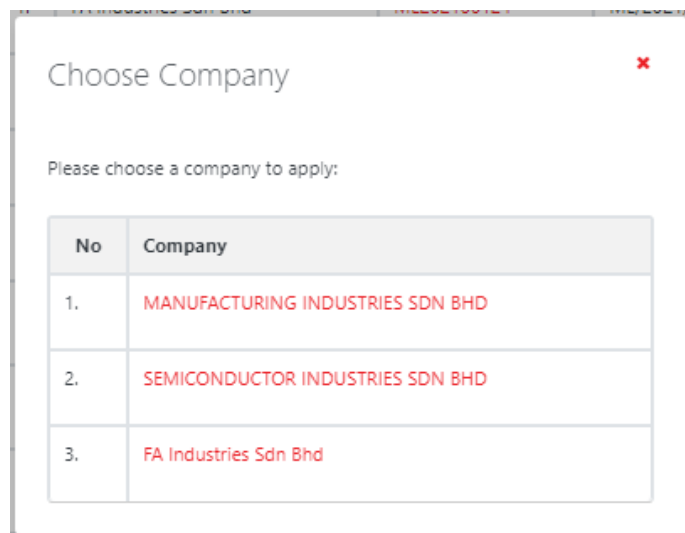 Choose Company
Please choose a company to apply:
No Company
1. MANUFACTURING INDUSTRIES SDN BHD
2. SEMICONDUCTOR INDUSTRIES SDN BHD
3. FA Industries Sdn Bhd